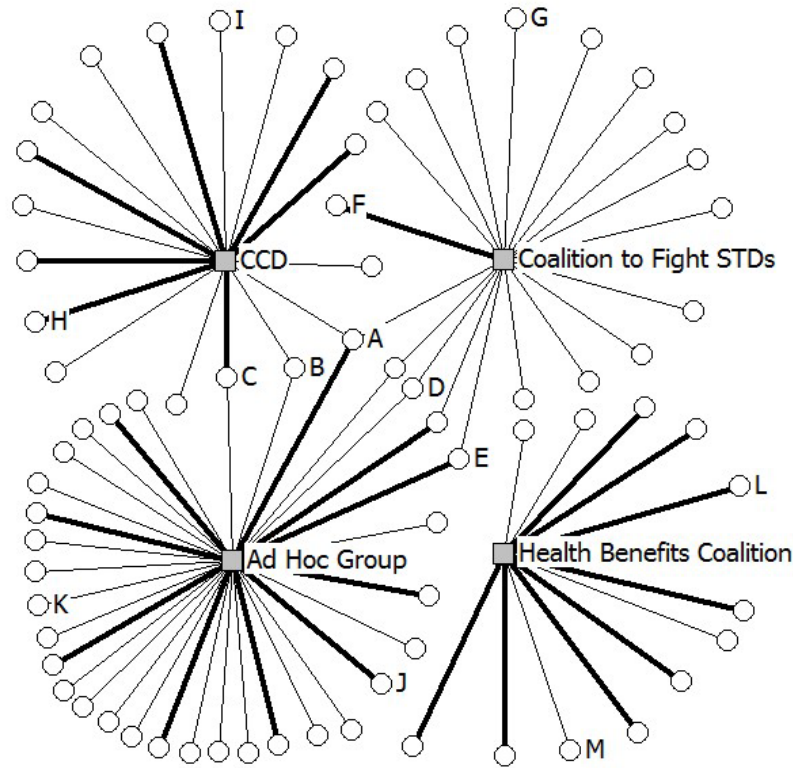 I
G
F
CCD
Coalition to Fight STDs
H
A
B
C
D
E
L
Ad Hoc Group
Health Benefits Coalition
K
J
M